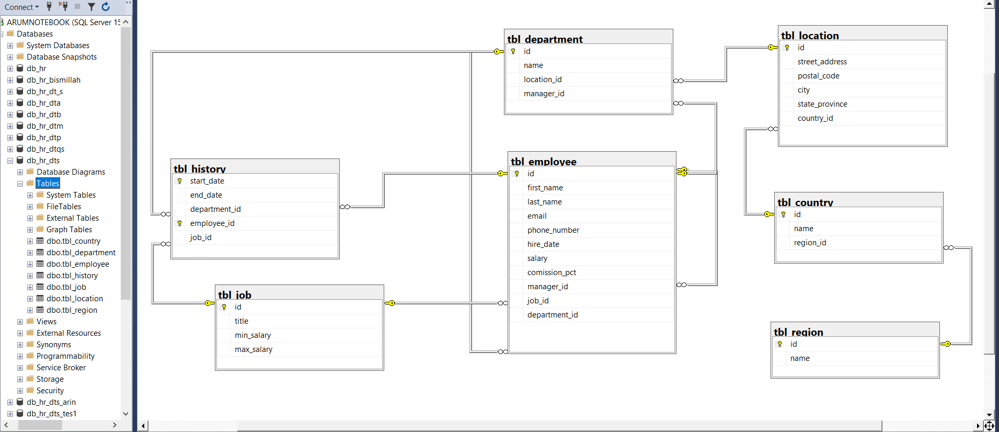 Connect
ARUMNOTEBOOK (SQL Server 15
Databases
System Databases
Database Snapshots
db_hr
db_hr_bismillah
db_hr_dt_s
db_hr_dta
db_hr_dtb
db_hr_dtm
db_hr_dtp
db_hr_dtqs
db_hr_dts
Database Diagrams
Tables
System Tables
FileTables
External Tables
Graph Tables
dbo.tbl_country
dbo.tbl_department
dbo.tbl_employee
dbo.tbl_history
dbo.tbl_job
dbo.tbl_location
dbo.tbl_region
Views
External Resources
Synonyms
Programmability
Service Broker
Storage
Security
db_hr_dts_arin
db_hr_dts_tes1
tbl_history
start_date
end_date
department_id
employee_id
job_id
tbl_job
id
title
min_salary
max_salary
tbl_department
id
name
location_id
manager_id
tbl_employee
id
first_name
last_name
email
phone_number
hire_date
salary
comission_pct
manager_id
job_id
department_id
tbl_location
id
street_address
postal_code
city
state_province
country_id
tbl_country
id
name
region_id
tbl_region
id
name